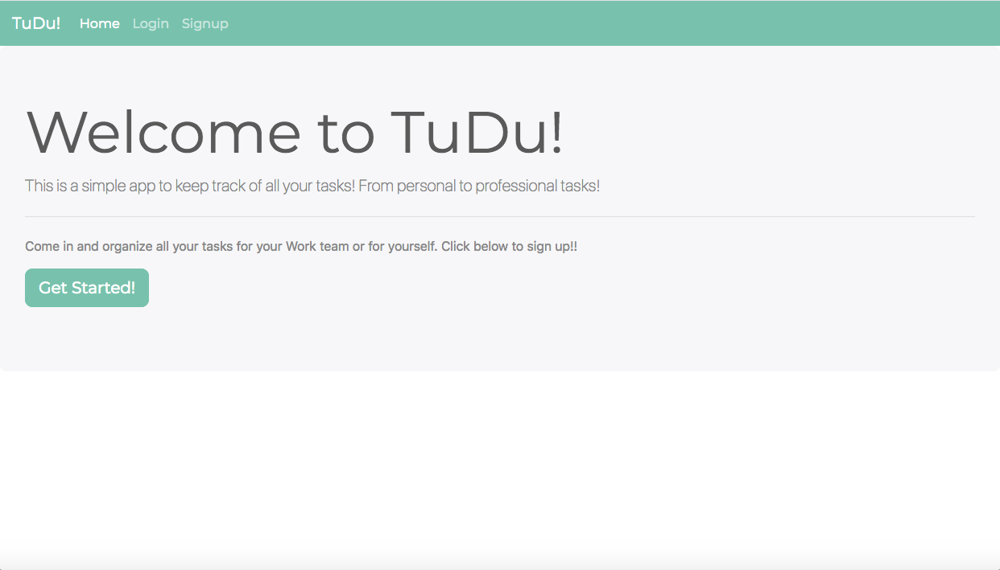 TuDu! Home Login Signup
Welcome to TuDu!
This is a simple app to keep track of all your tasks! From personal to professional tasks!
Come in and organize all your tasks for your Work team or for yourself. Click below to sign up!!
Get Started!